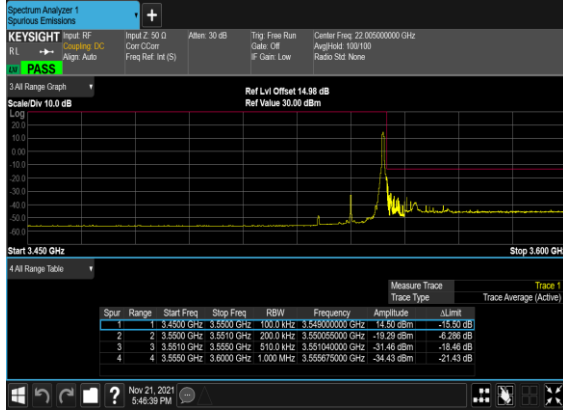 Spectrum Analyzer 1
Spurious Emissions
KEYSIGHT Input: RF Input Z: 50 Ω Atten: 30 dB Trig: Free Run Center Freq: 22.005000000 GHz
RL Coupling: DC Corr CCorr Gate: Off Avg|Hold: 100/100
Align: Auto Freq Ref: Int (S) IF Gain: Low Radio Std: None
PASS
3 All Range Graph
Ref Lvl Offset 14.98 dB
Scale/Div 10.0 dB Ref Value 30.00 dBm
Log
20.0
10.0
0.00
-10.0
-20.0
-30.0
-40.0
-50.0
-60.0
Start 3.450 GHz Stop 3.600 GHz
4 All Range Table
Measure Trace Trace 1
Trace Type Trace Average (Active)
Spur Range Start Freq Stop Freq RBW Frequency Amplitude ΔLimit
1 1 3.4500 GHz 3.5500 GHz 100.0 kHz 3.549000000 GHz 14.50 dBm -15.50 dB
2 2 3.5500 GHz 3.5510 GHz 200.0 kHz 3.550055000 GHz -19.29 dBm -6.286 dB
3 3 3.5510 GHz 3.5550 GHz 510.0 kHz 3.551040000 GHz -31.46 dBm -18.46 dB
4 4 3.5550 GHz 3.6000 GHz 1.000 MHz 3.555675000 GHz -34.43 dBm -21.43 dB
Nov 21, 2021
5:46:39 PM